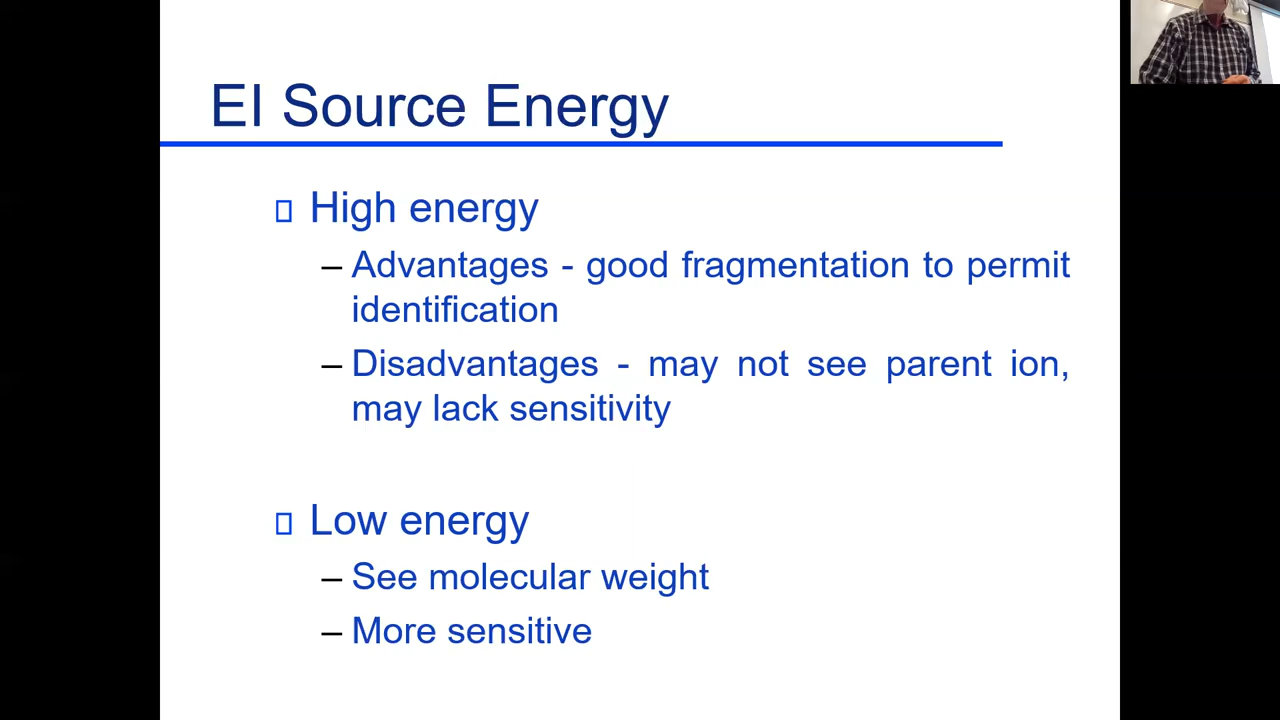 EI Source Energy
High energy
– Advantages - good fragmentation to permit
identification
– Disadvantages - may not see parent ion,
may lack sensitivity
Low energy
– See molecular weight
– More sensitive